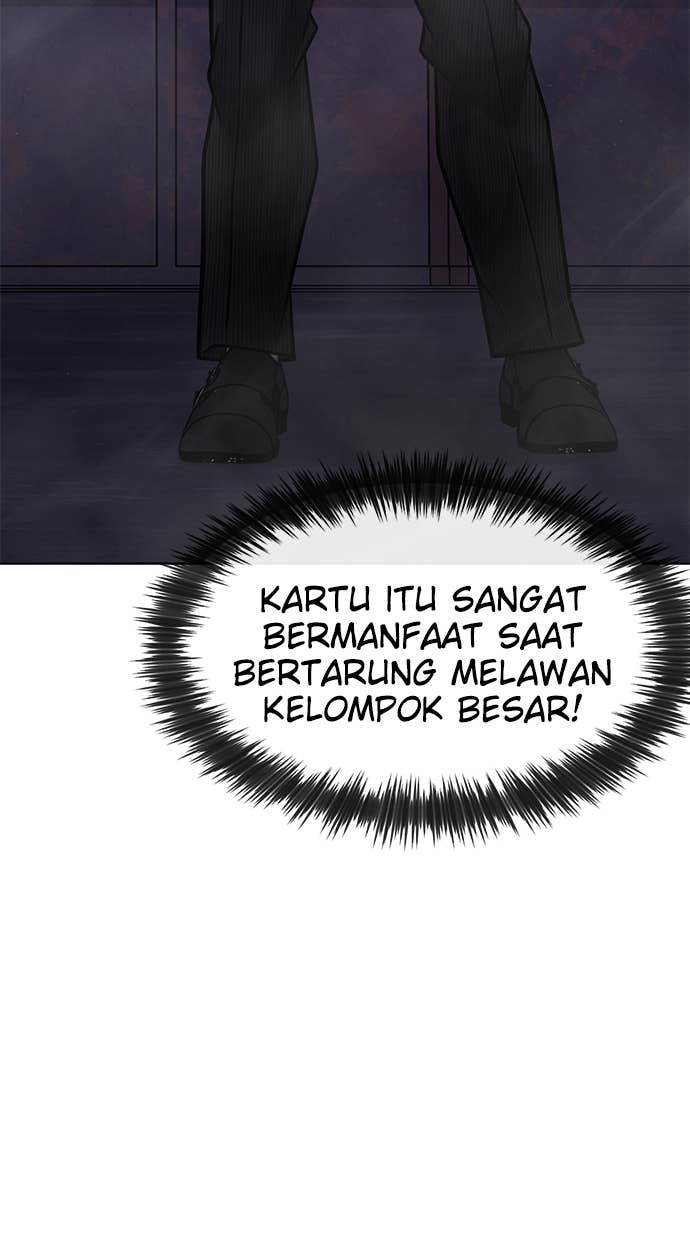 KARTU ITU SANGAT
BERMANFAAT SAAT
BERTARUNG MELAWAN
KELOMPOK BESAR!